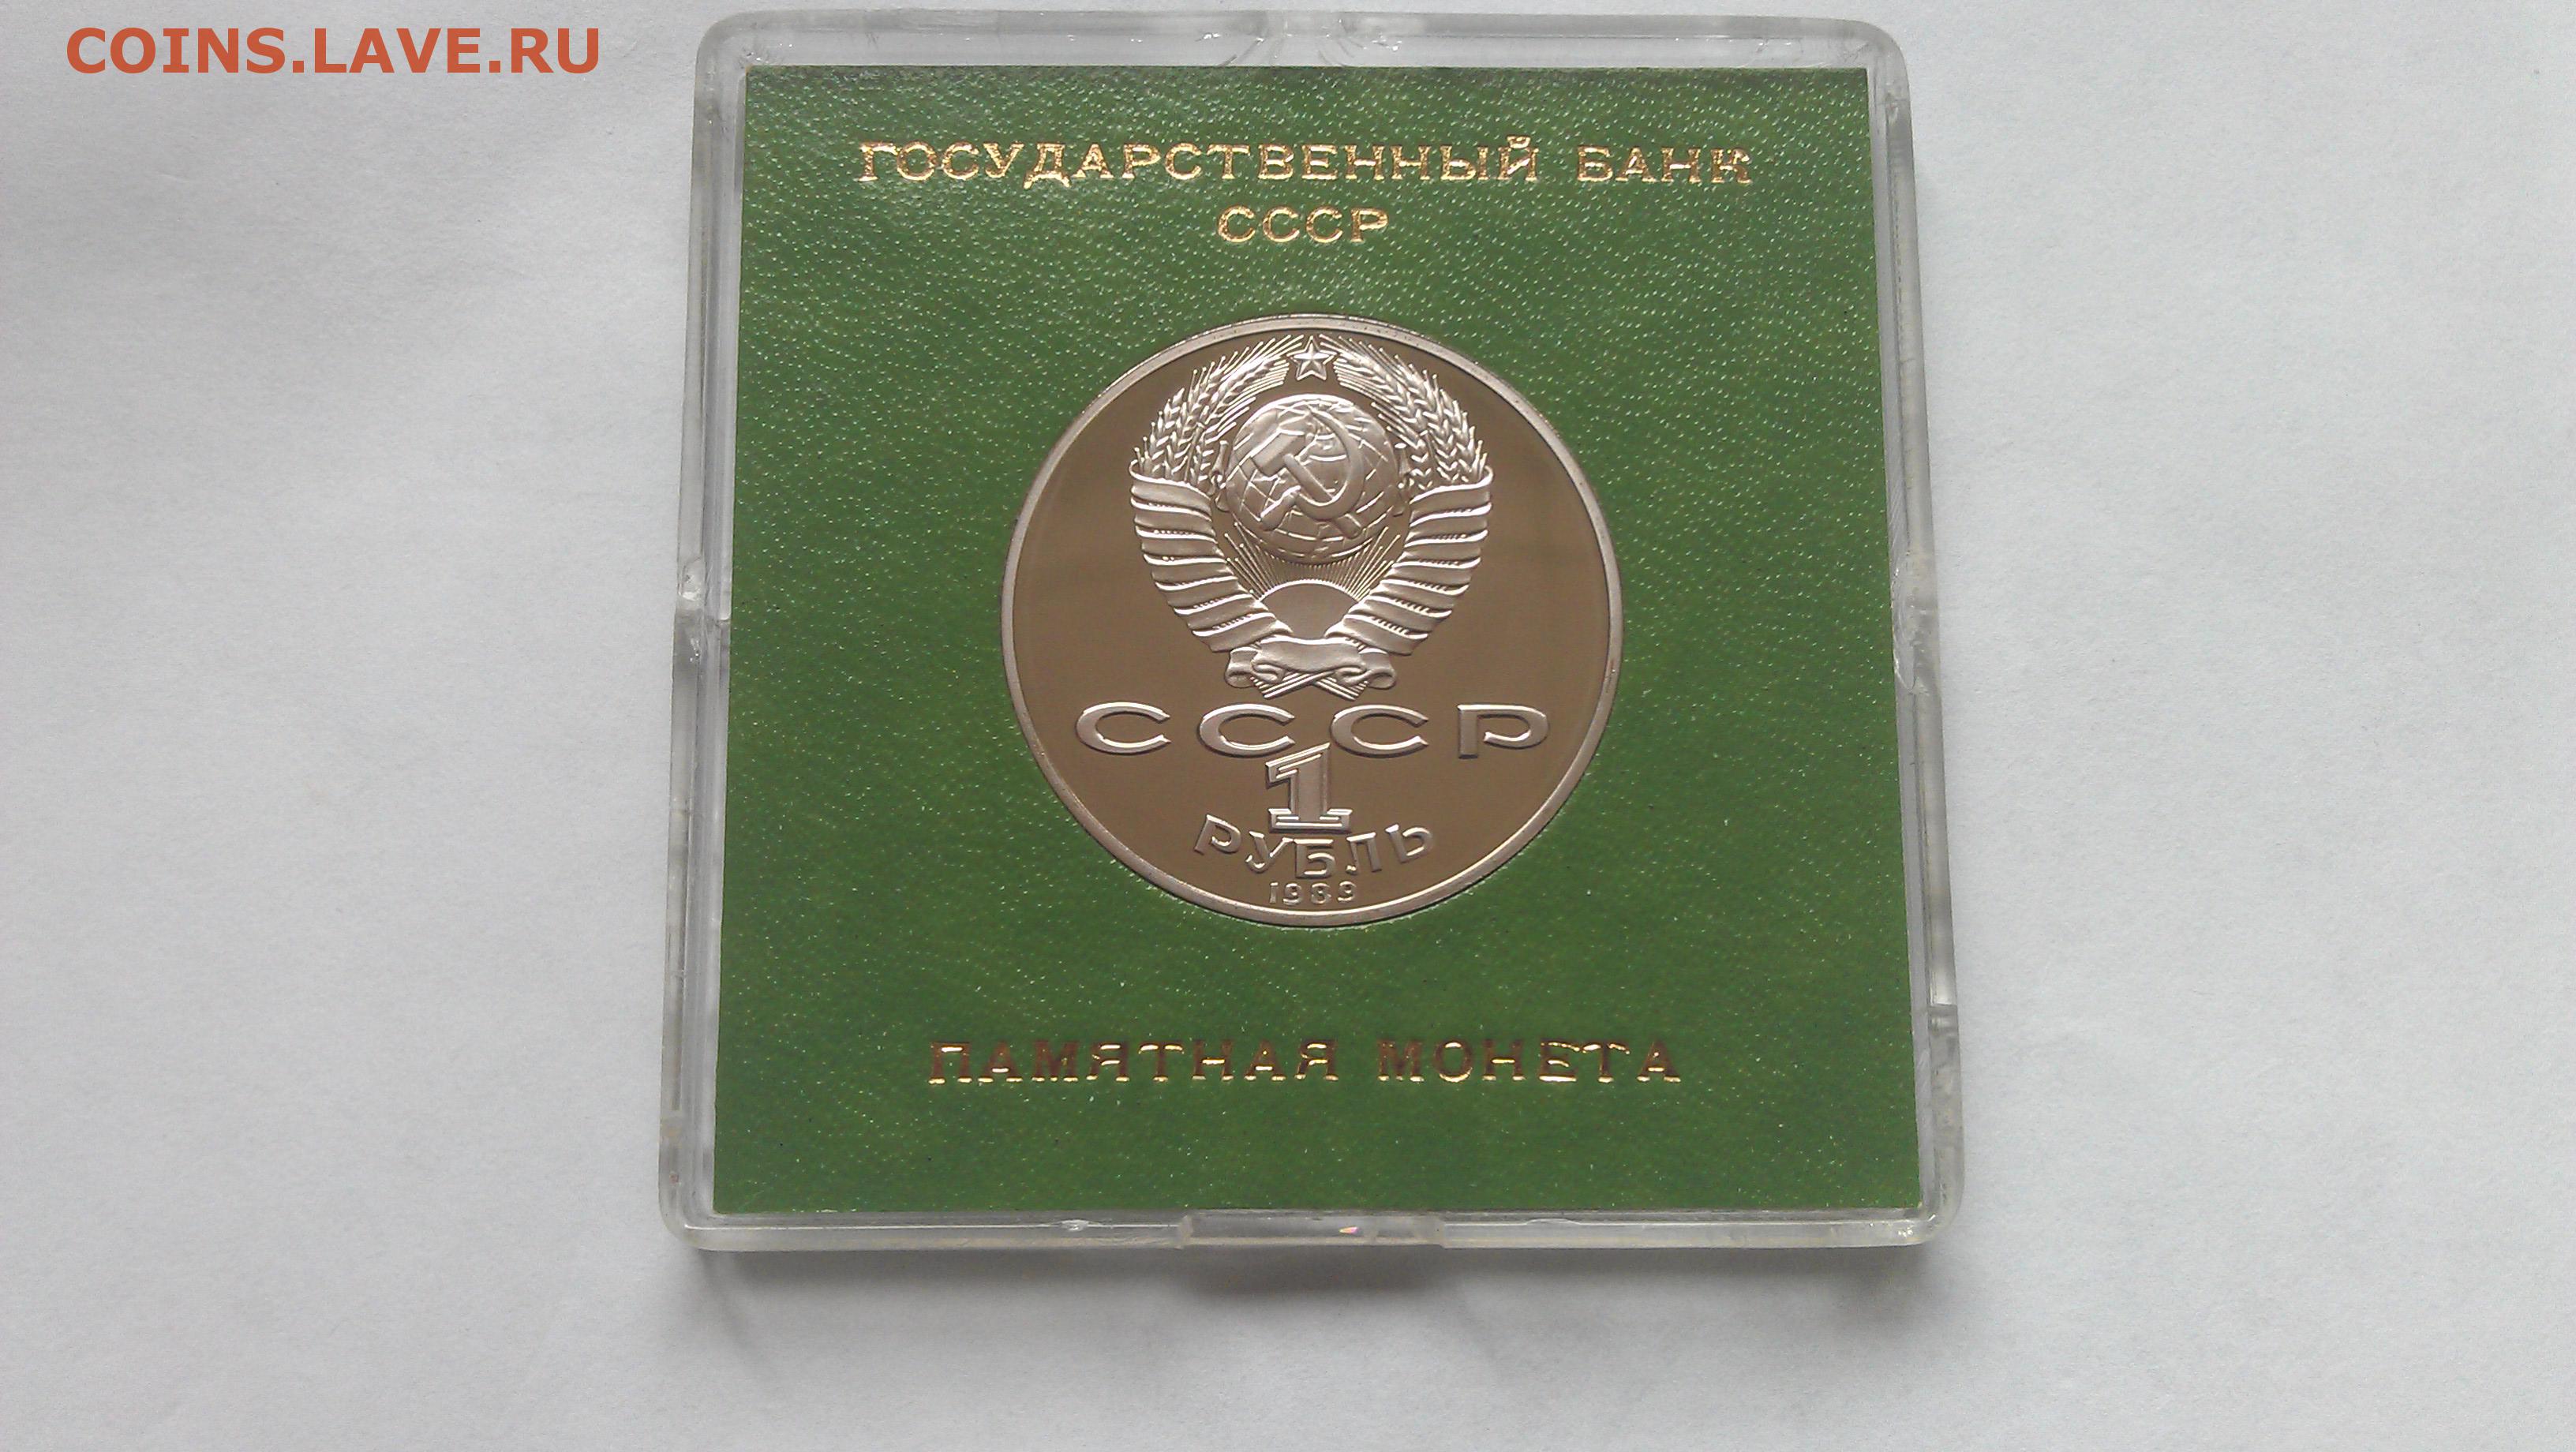 COINS.LAVE.RU
ГОСУДАРСТВЕННЫЙ БАНК
СССР
СССР
1
РУБЛЬ
1989
ПАМЯТНАЯ МОНЕТА